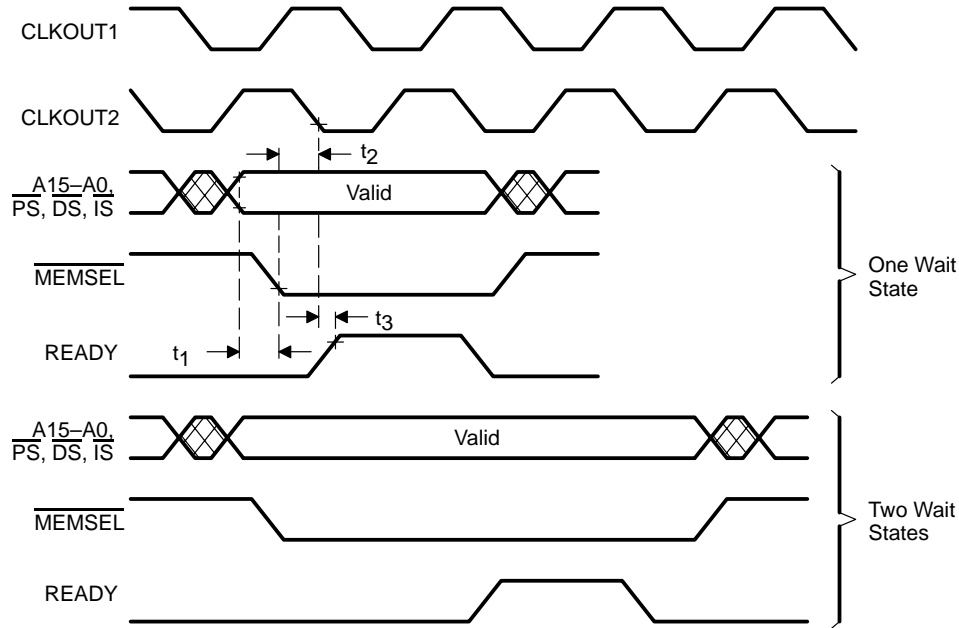 CLKOUT1
CLKOUT2
t2
A15–A0,
PS, DS, IS
Valid
MEMSEL
One Wait
State
t3
READY
t1
A15–A0,
PS, DS, IS
Valid
MEMSEL
Two Wait
States
READY